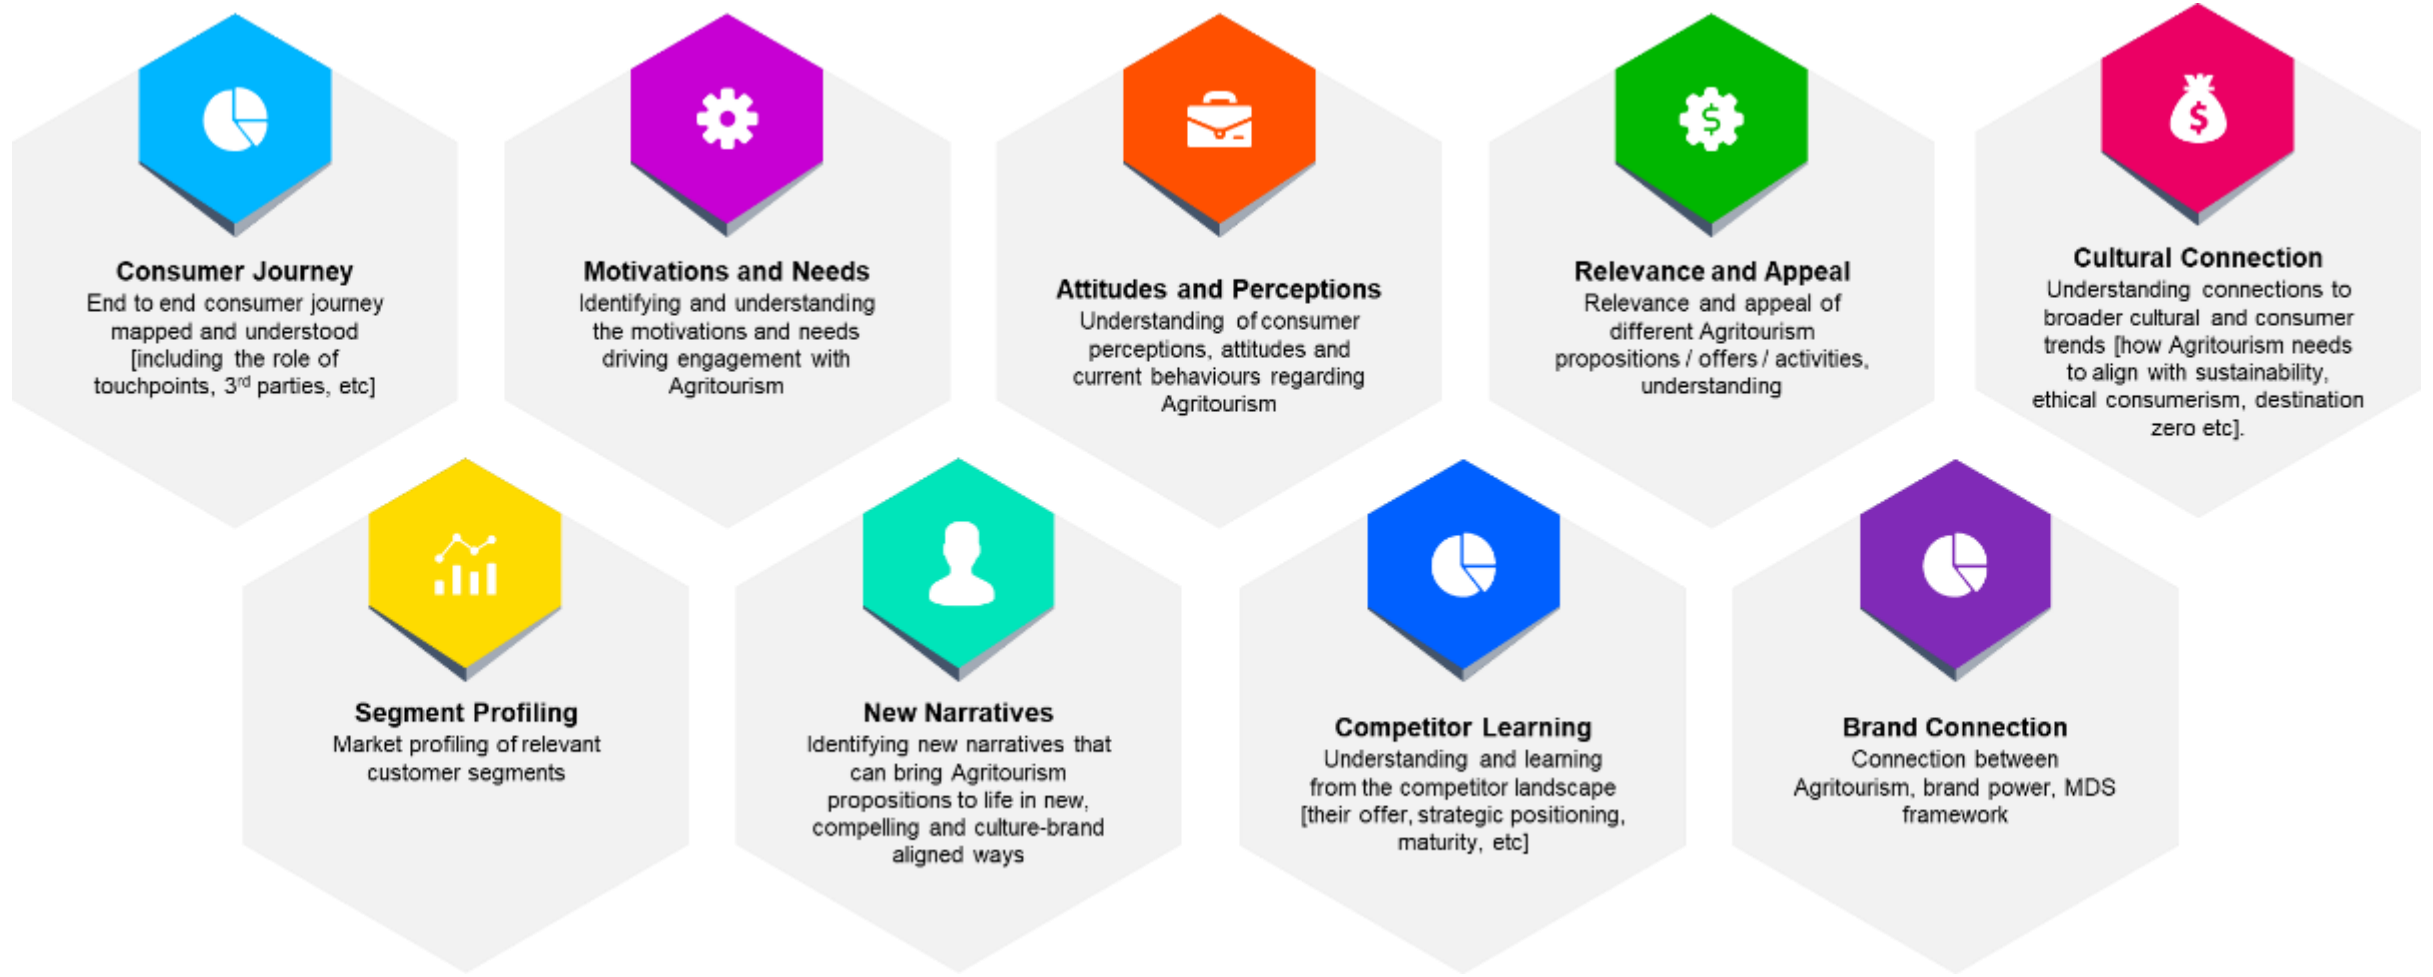 Consumer Journey
End to end consumer journey
mapped and understood
[including the role of
touchpoints, 3rd parties, etc]
Motivations and Needs
Identifying and understanding
the motivations and needs
driving engagement with
Agritourism
Attitudes and Perceptions
Understanding of consumer
perceptions, attitudes and
current behaviours regarding
Agritourism
Relevance and Appeal
Relevance and appeal of
different Agritourism
propositions / offers / activities,
understanding
Cultural Connection
Understanding connections to
broader cultural and consumer
trends [how Agritourism needs
to align with sustainability,
ethical consumerism, destination
zero etc].
Segment Profiling
Market profiling of relevant
customer segments
New Narratives
Identifying new narratives that
can bring Agritourism
propositions to life in new,
compelling and culture-brand
aligned ways
Competitor Learning
Understanding and learning
from the competitor landscape
[their offer, strategic positioning,
maturity, etc]
Brand Connection
Connection between
Agritourism, brand power, MDS
framework